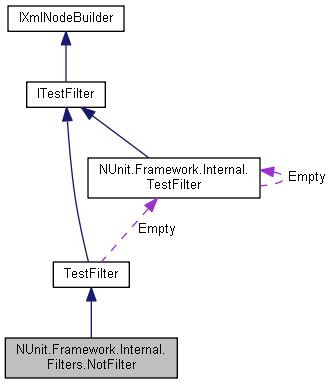 IXmlNodeBuilder
ITestFilter
NUnit.Framework.Internal.
TestFilter
Empty
Empty
TestFilter
NUnit.Framework.Internal.
Filters.NotFilter